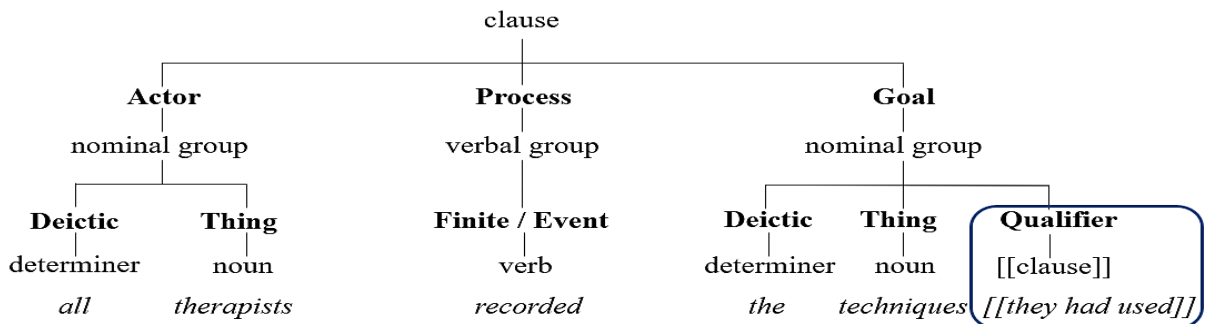 clause
Actor Process Goal
nominal group verbal group nominal group
Deictic Thing Finite / Event Deictic Thing Qualifier
determiner noun verb determiner noun [[clause]]
all therapists recorded the techniques [[they had used]]